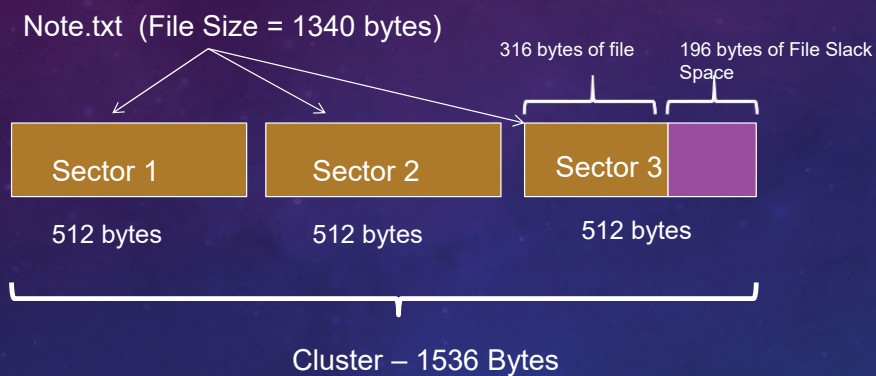 Note.txt  (File Size = 1340 bytes)
316 bytes of file
196 bytes of File Slack
Space
Sector 1
Sector 2
Sector 3
512 bytes
512 bytes
512 bytes
Cluster – 1536 Bytes